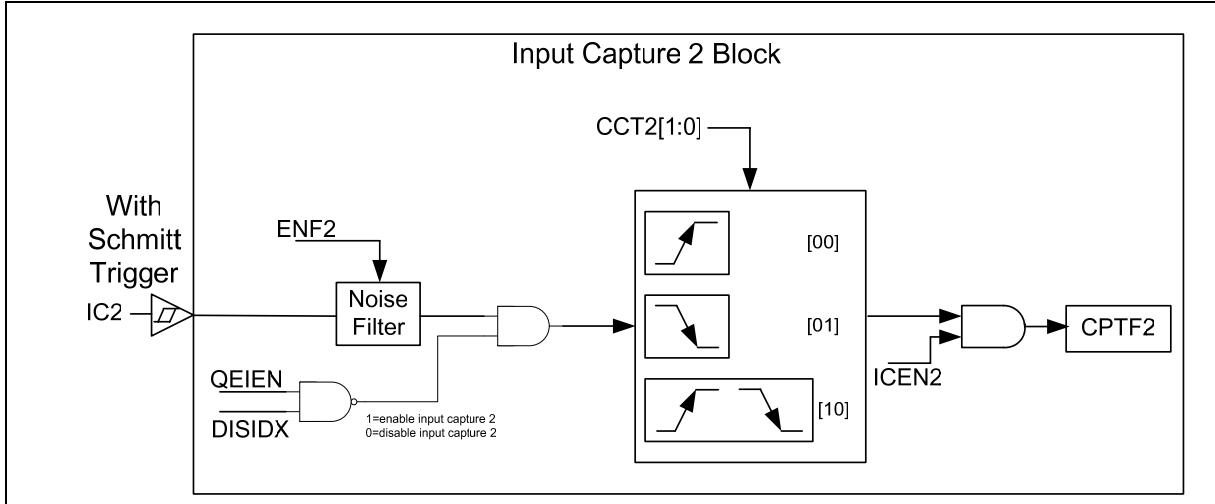 Input Capture 2 Block
CCT2[1:0]
With
Schmitt
Trigger
IC2
ENF2
Noise
Filter
QEIEN
DISIDX
1=enable input capture 2
0=disable input capture 2
[00]
[01]
[10]
ICEN2
CPTF2